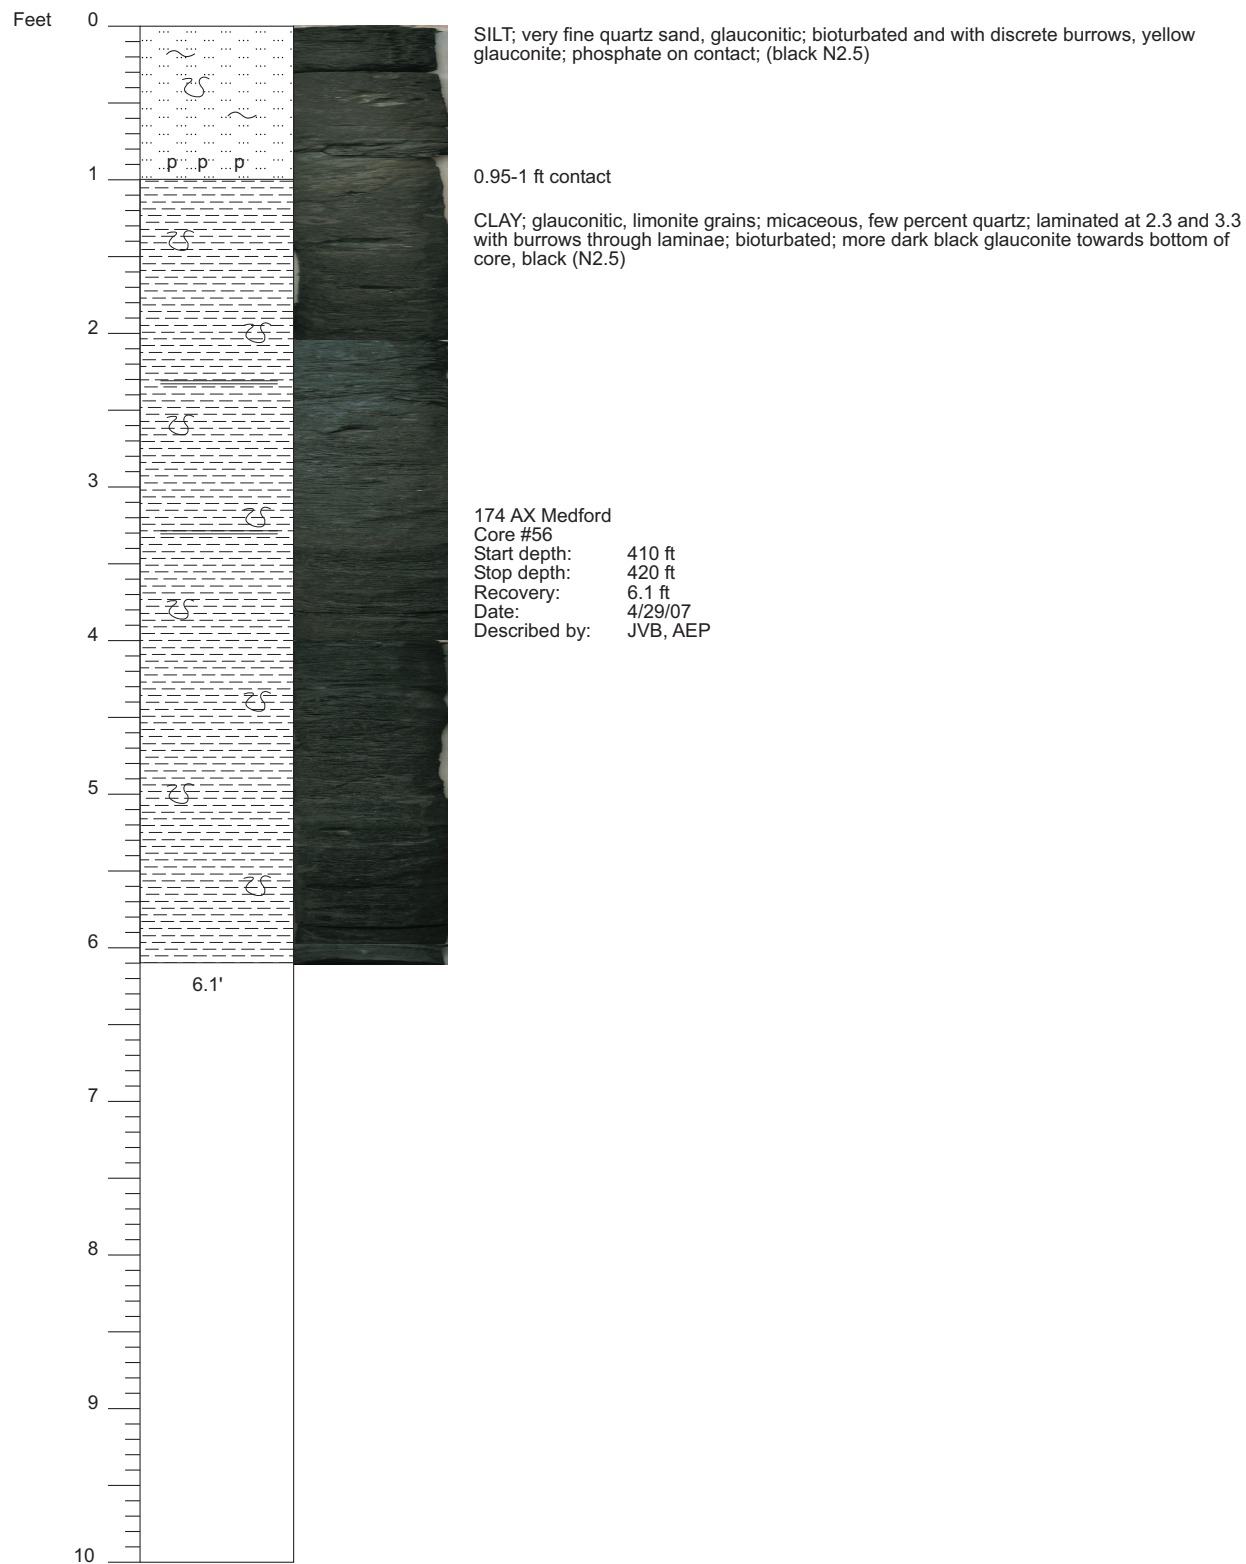 Feet
0
SILT; very fine quartz sand, glauconitic; bioturbated and with discrete burrows, yellow
glauconite; phosphate on contact; (black N2.5)
p p p
1
0.95-1 ft contact
CLAY; glauconitic, limonite grains; micaceous, few percent quartz; laminated at 2.3 and 3.3
with burrows through laminae; bioturbated; more dark black glauconite towards bottom of
core, black (N2.5)
2
3
174 AX Medford
Core #56
Start depth: 410 ft
Stop depth: 420 ft
Recovery: 6.1 ft
Date: 4/29/07
Described by: JVB, AEP
4
5
6
6.1'
7
8
9
10